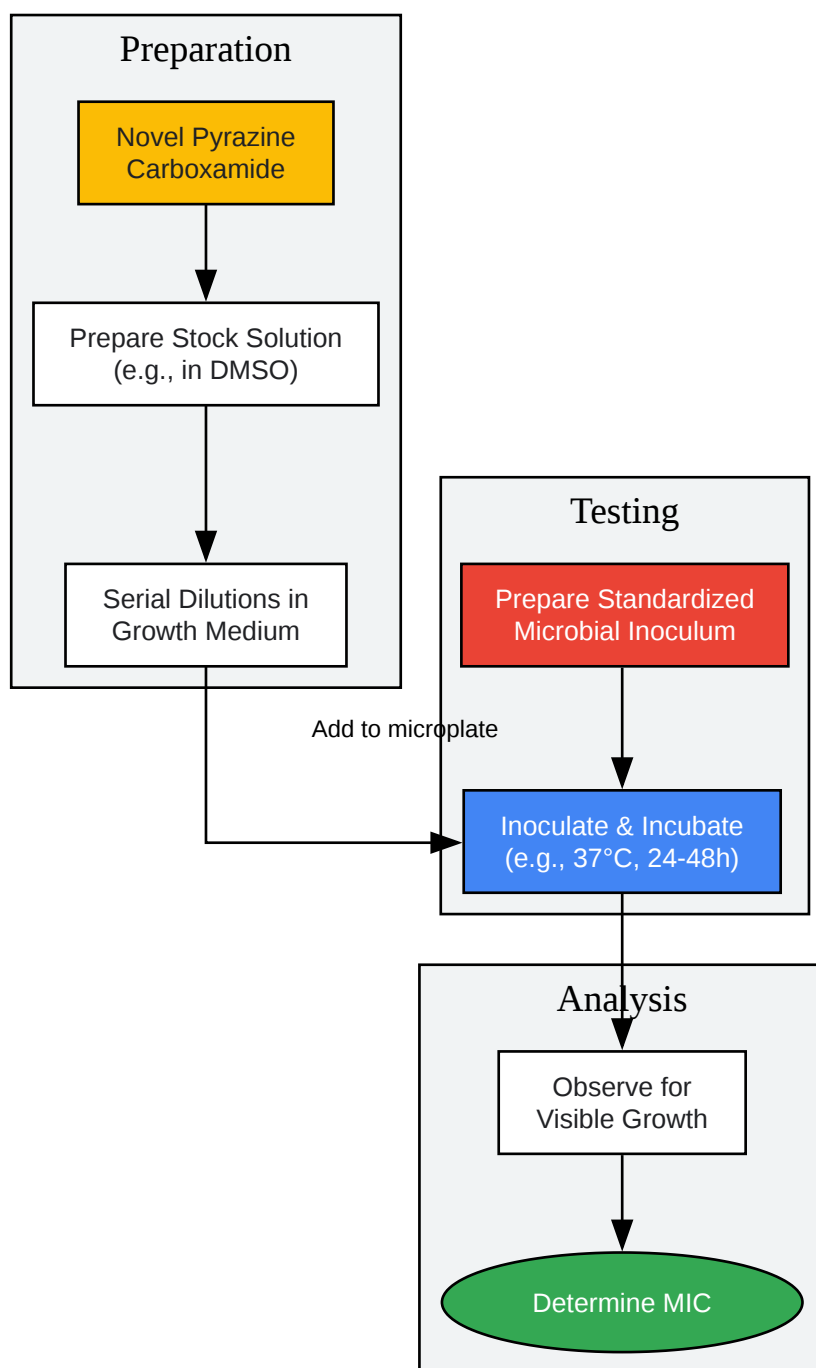 Preparation
Novel Pyrazine
Carboxamide
Prepare Stock Solution
(e.g., in DMSO)
Serial Dilutions in
Growth Medium
Testing
Prepare Standardized
Microbial Inoculum
Add to microplate
Inoculate & Incubate
(e.g., 37°C, 24-48h)
Analysis
Observe for
Visible Growth
Determine MIC